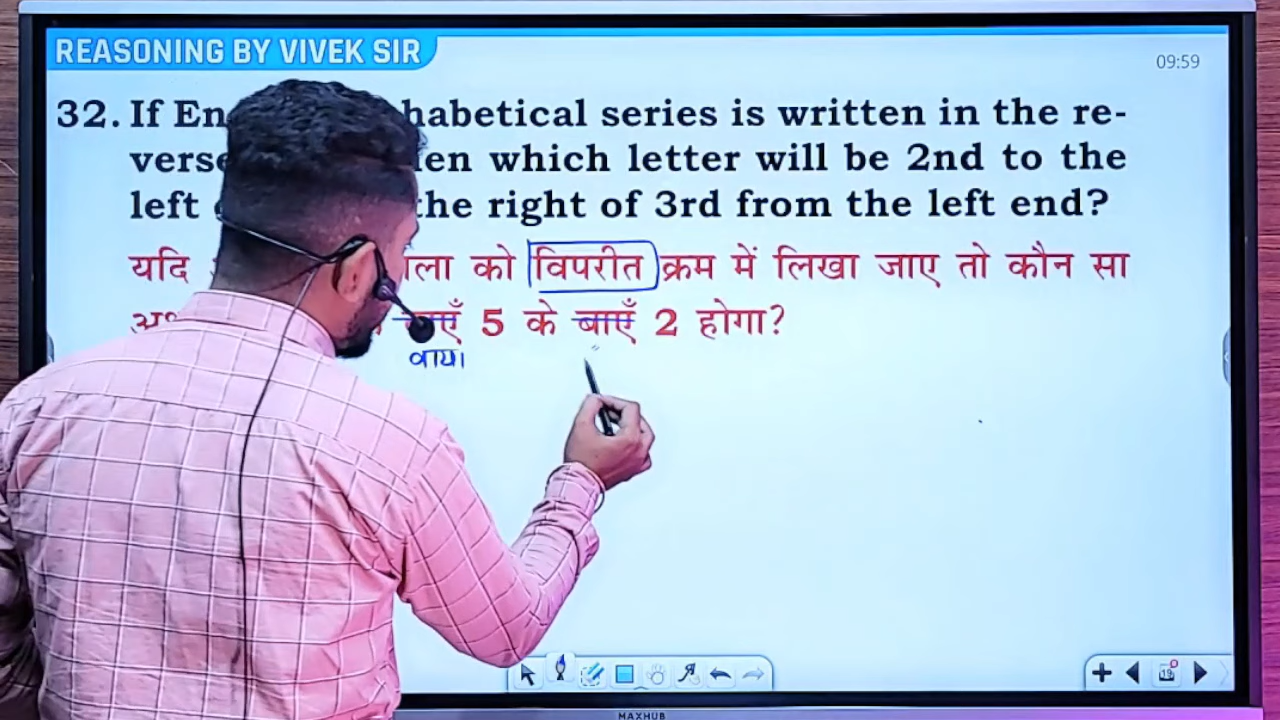 REASONING BY VIVEK SIR
09:59
32. If En habetical series is written in the re-
verse en which letter will be 2nd to the
left the right of 3rd from the left end?
यदि ला को विपरीत क्रम में लिखा जाए तो कौन सा
5 के बाएँ 2 होगा?
बाया
19
MAXHUB